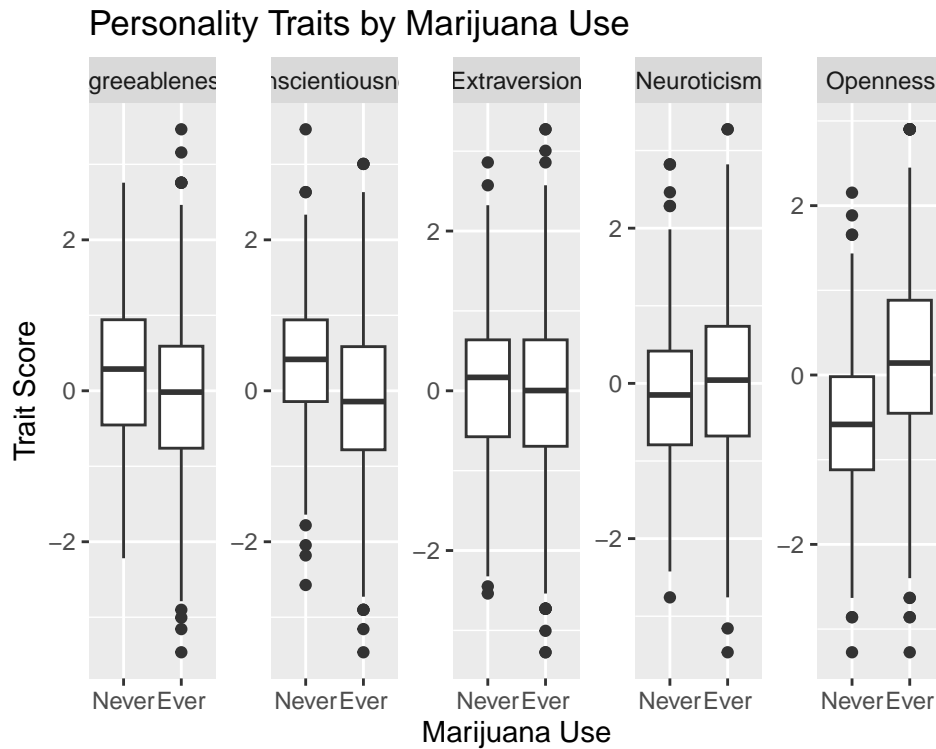 Personality Traits by Marijuana Use
greeablenes nscientiousn Extraversion Neuroticism Openness
2 2 2 2 2
0 0 0 0 0
−2 −2 −2 −2 −2
Trait Score
Never Ever Never Ever Never Ever Never Ever Never Ever
Marijuana Use